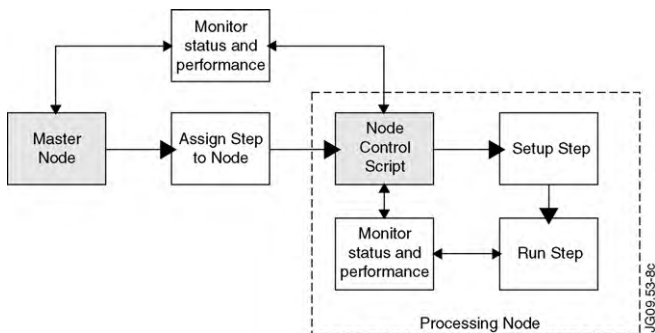 Monitor
status and
performance
Master
Node
Assign Step
to Node
Node
Control
Script
Setup Step
Monitor
status and
performance
Run Step
Processing Node
JG09.53-8c